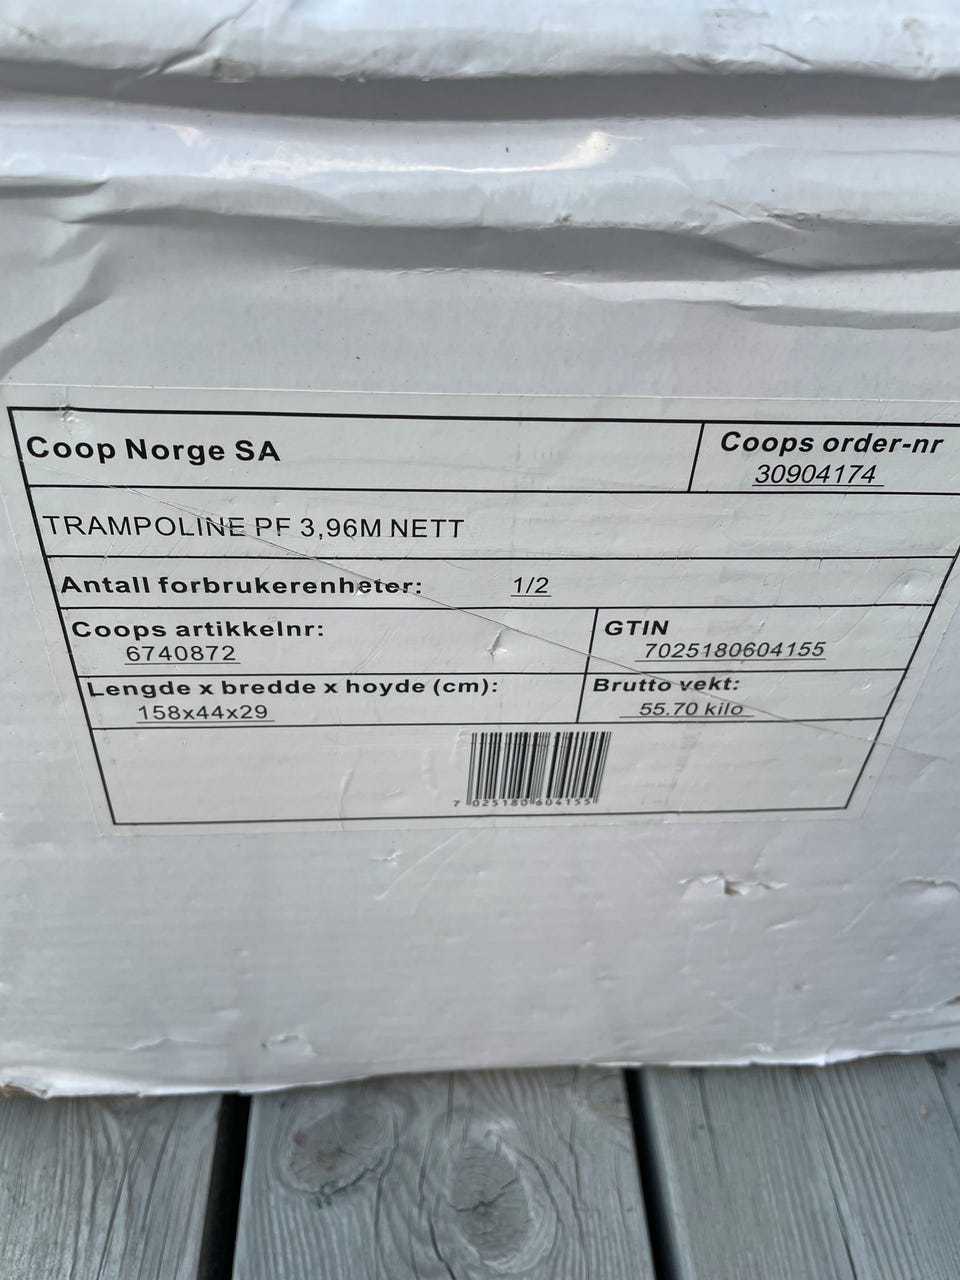 Coop Norge SA
Coops order-nr
30904174
TRAMPOLINE PF 3,96M NETT
Antall forbrukerenheter: 1/2
Coops artikkelnr:
6740872
GTIN
7025180604155
Lengde x bredde x hoyde (cm):
158x44x29
Brutto vekt:
55.70 kilo
7 025180 604155